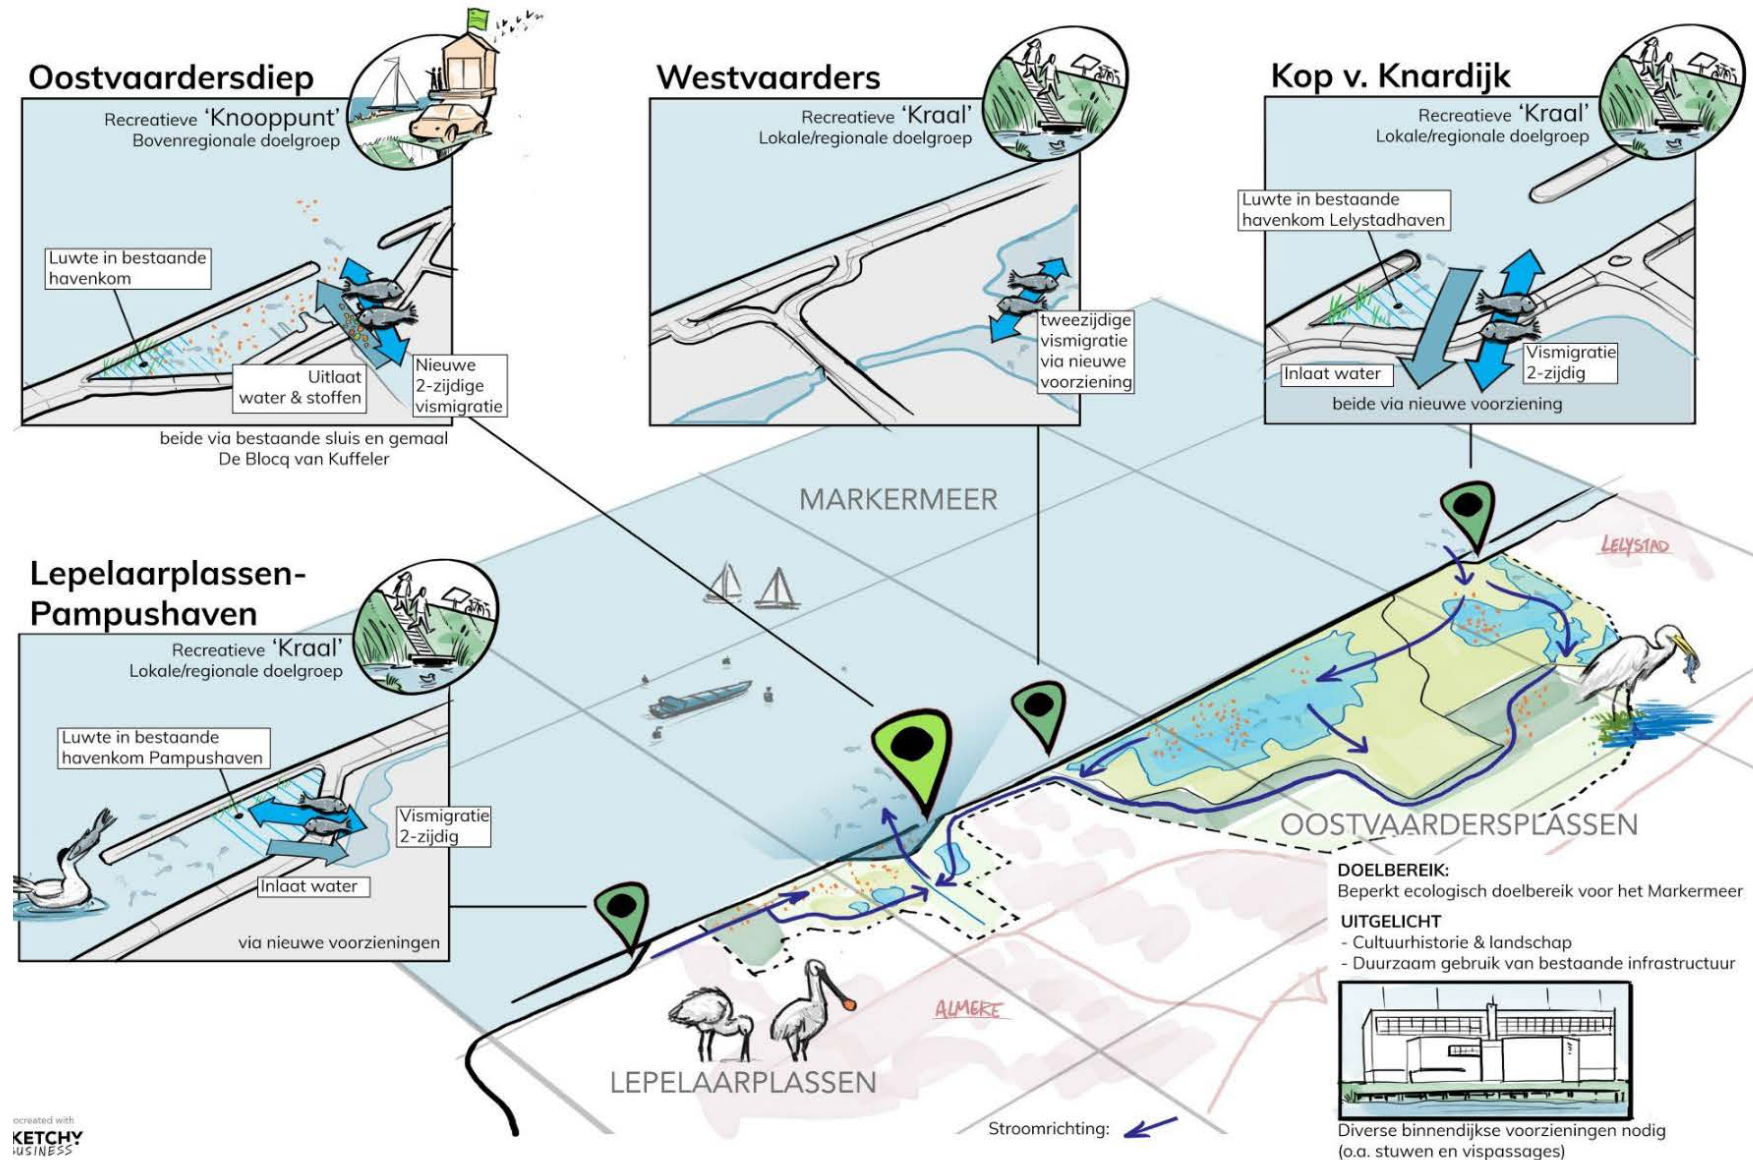 Oostvaardersdiep
Recreatieve 'Knooppunt'
Bovenregionale doelgroep
Luwte in bestaande
havenkom
Uitlaat
water & stoffen
Nieuwe
2-zijdige
vismigratie
beide via bestaande sluis en gemaal
De Blocq van Kuffeler
Westvaarders
Recreatieve 'Kraal'
Lokale/regionale doelgroep
tweezijdige
vismigratie
via nieuwe
voorziening
Kop v. Knardijk
Recreatieve 'Kraal'
Lokale/regionale doelgroep
Luwte in bestaande
havenkom Lelystadhaven
Inlaat water
Vismigratie
2-zijdig
beide via nieuwe voorziening
MARKERMEER
LELYSTAD
Lepelaarplassen-
Pampushaven
Recreatieve 'Kraal'
Lokale/regionale doelgroep
Luwte in bestaande
havenkom Pampushaven
Vismigratie
2-zijdig
Inlaat water
via nieuwe voorzieningen
OOSTVAARDERSPLASSEN
ALMERE
LEPELAARPLASSEN
DOELBEREIK:
Beperkt ecologisch doelbereik voor het Markermeer
UITGELICHT
- Cultuurhistorie & landschap
- Duurzaam gebruik van bestaande infrastructuur
Diverse binnendijkse voorzieningen nodig
(o.a. stuwen en vispassages)
Stroomrichting:
ocreated with
KETCHY
BUSINESS